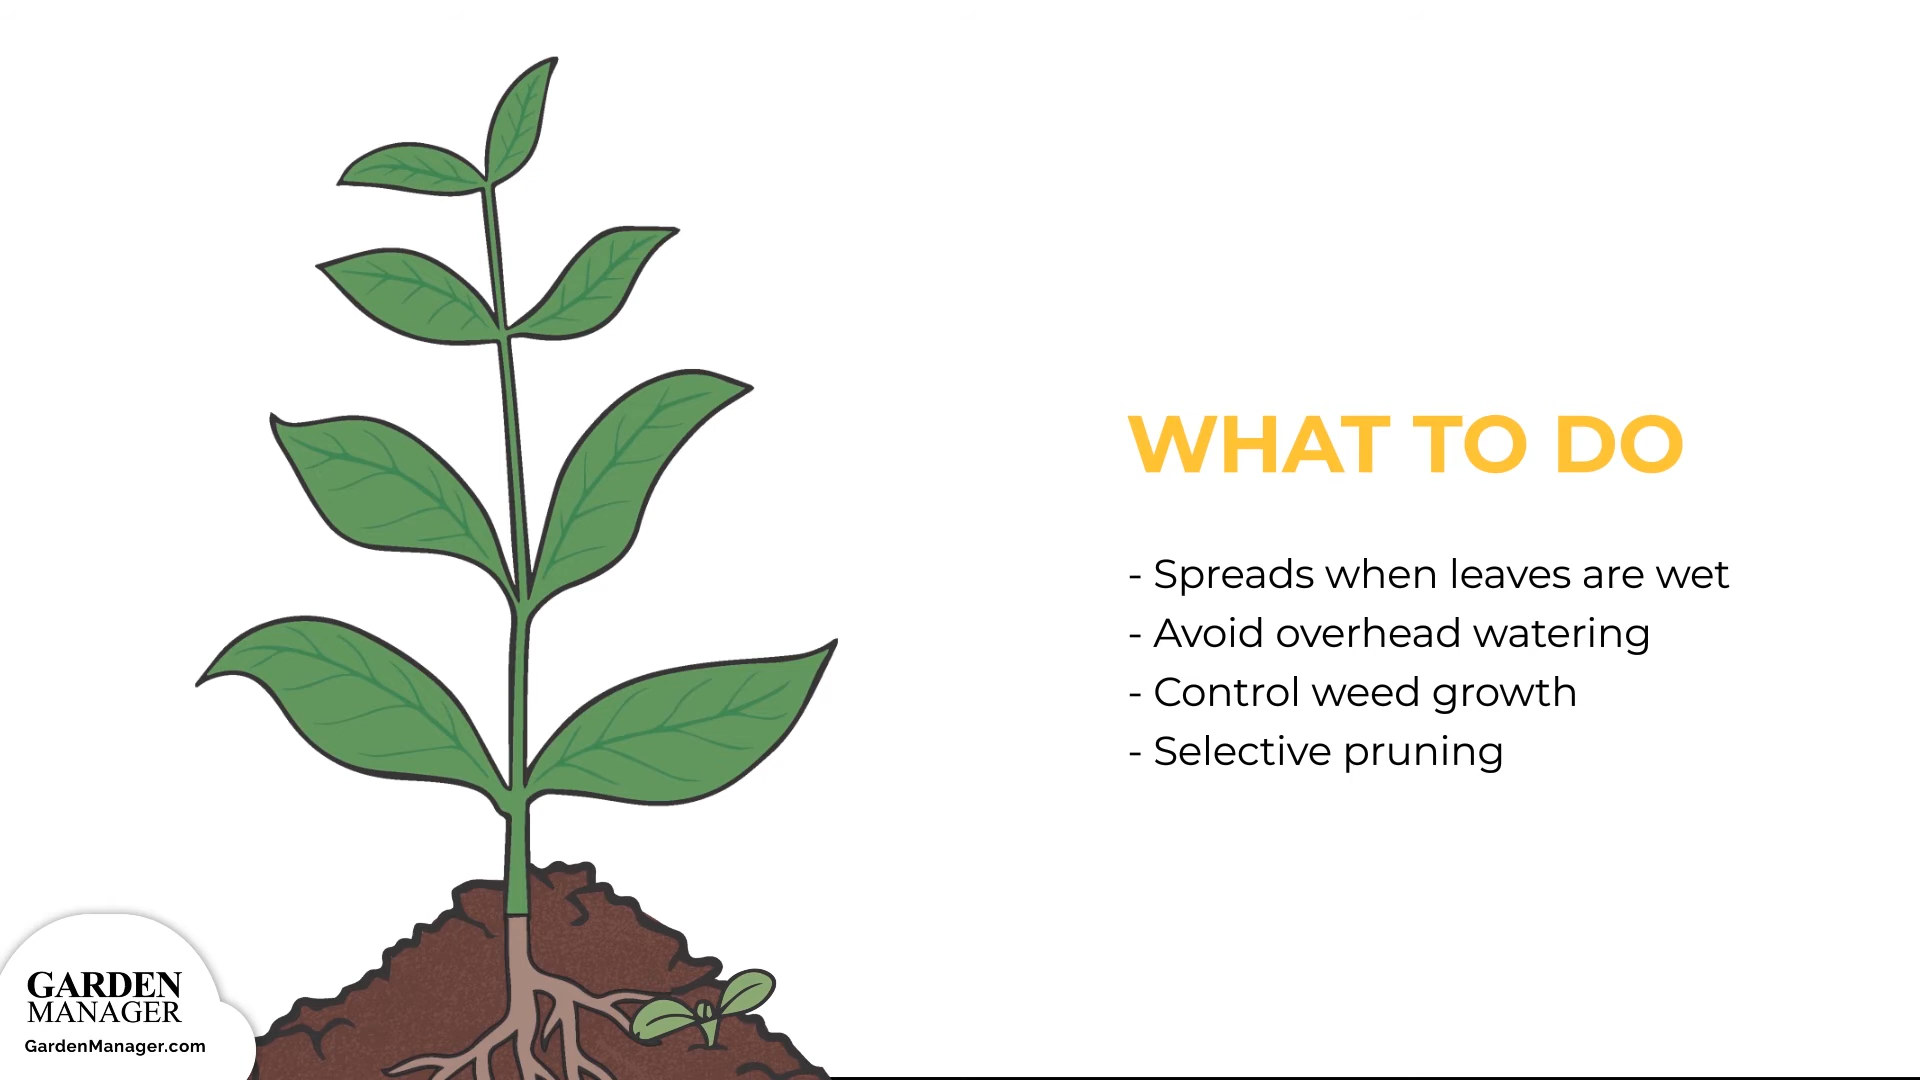 WHAT TO DO
- Spreads when leaves are wet
- Avoid overhead watering
- Control weed growth
- Selective pruning
GARDEN
MANAGER
GardenManager.com